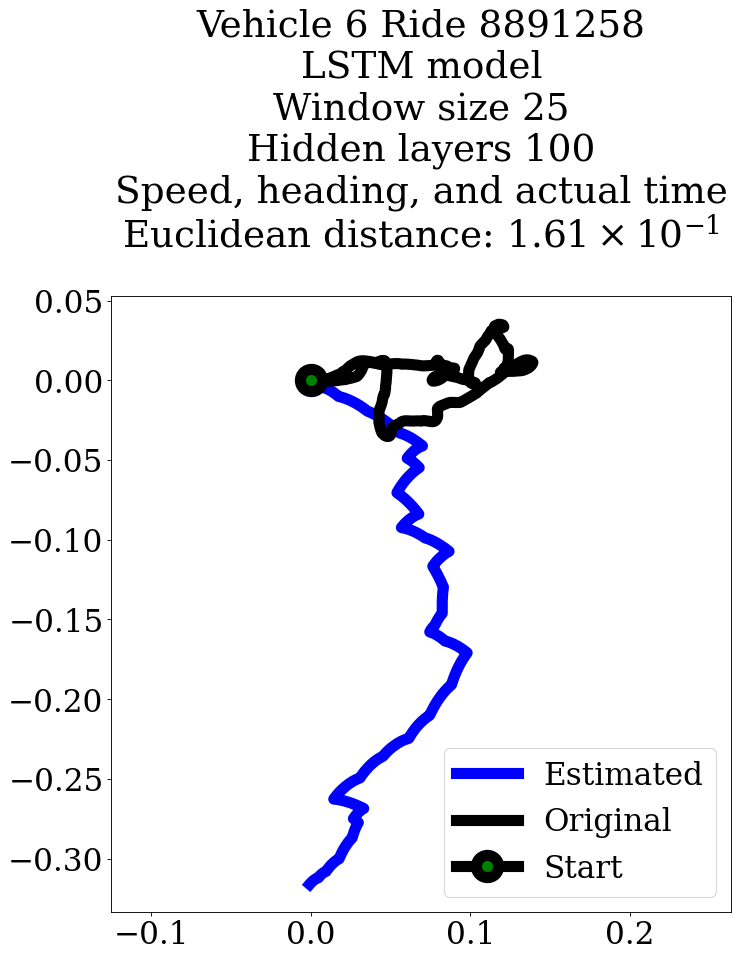 Vehicle 6 Ride 8891258
LSTM model
Window size 25
Hidden layers 100
Speed, heading, and actual time
Euclidean distance: 1.61 × 10⁻¹
0.05
0.00
−0.05
−0.10
−0.15
−0.20
−0.25
−0.30
Estimated
Original
Start
−0.1 0.0 0.1 0.2